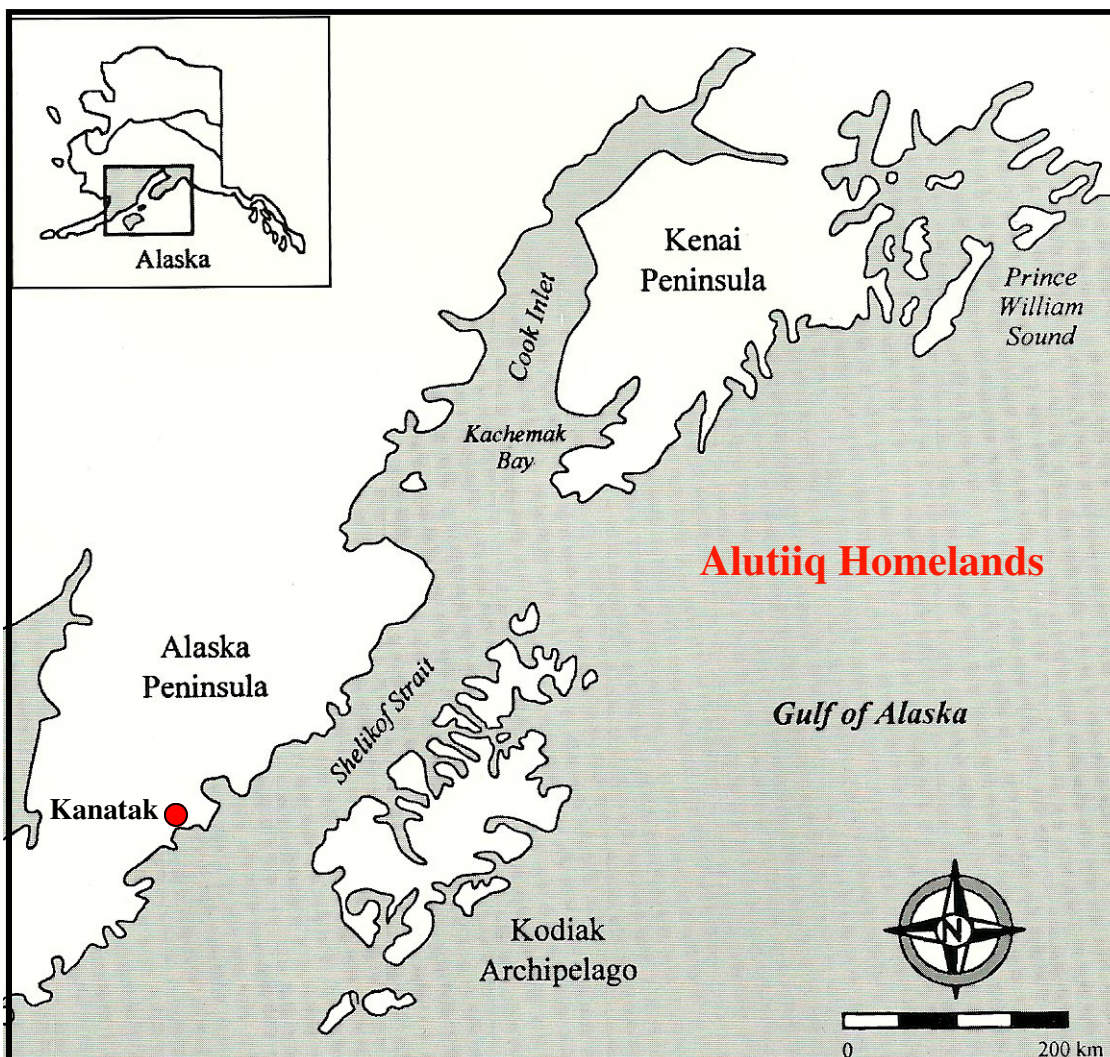 Alaska
Kenai
Peninsula
Prince
William
Sound
Cook Inlet
Kachemak
Bay
Alutiiq Homelands
Alaska
Peninsula
Shelikof Strait
Gulf of Alaska
Kanatak
Kodiak
Archipelago
N
0
200 km